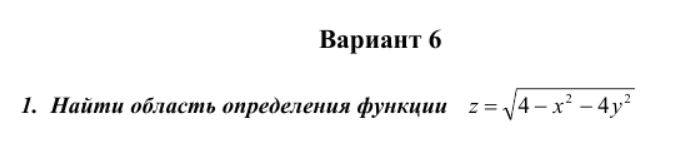 Вариант 6
1. Найти область определения функции z = √(4 − x² − 4y²)